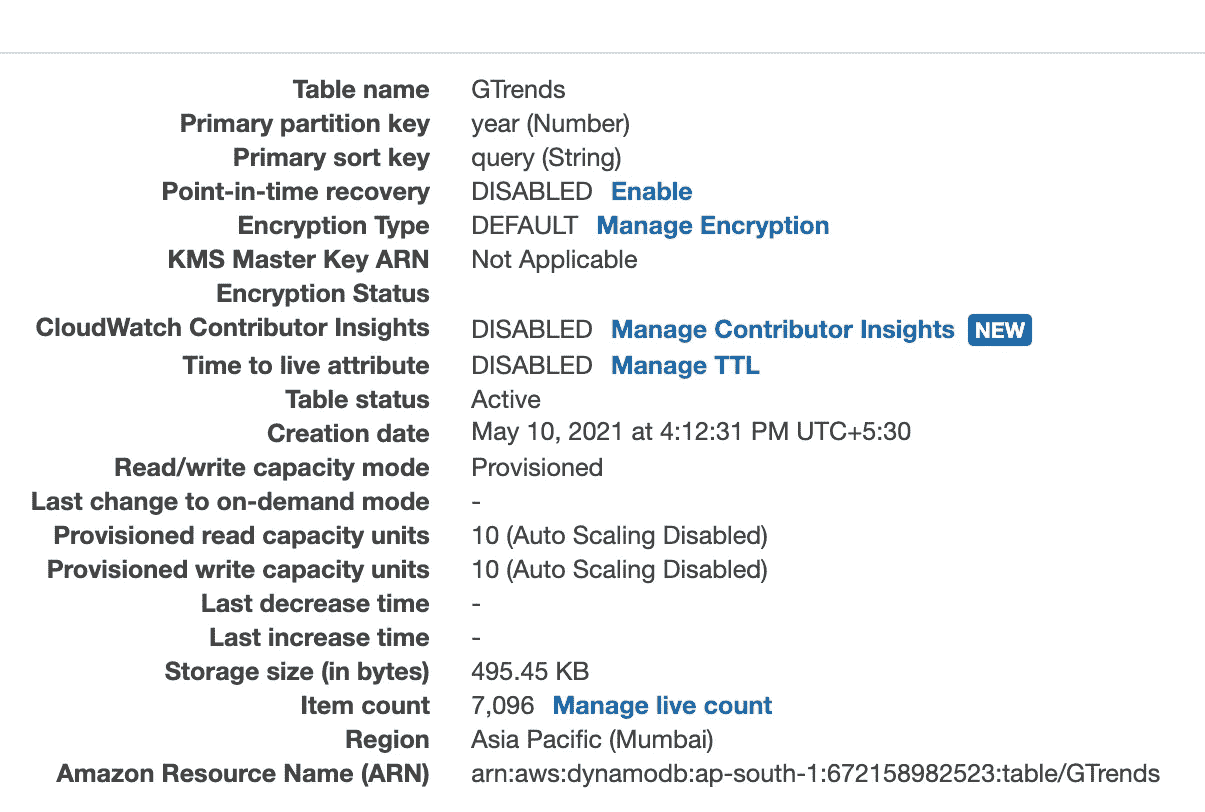 Table name GTrends
Primary partition key year (Number)
Primary sort key query (String)
Point-in-time recovery DISABLED Enable
Encryption Type DEFAULT Manage Encryption
KMS Master Key ARN Not Applicable
Encryption Status
CloudWatch Contributor Insights DISABLED Manage Contributor Insights NEW
Time to live attribute DISABLED Manage TTL
Table status Active
Creation date May 10, 2021 at 4:12:31 PM UTC+5:30
Read/write capacity mode Provisioned
Last change to on-demand mode -
Provisioned read capacity units 10 (Auto Scaling Disabled)
Provisioned write capacity units 10 (Auto Scaling Disabled)
Last decrease time -
Last increase time -
Storage size (in bytes) 495.45 KB
Item count 7,096 Manage live count
Region Asia Pacific (Mumbai)
Amazon Resource Name (ARN) arn:aws:dynamodb:ap-south-1:672158982523:table/GTrends